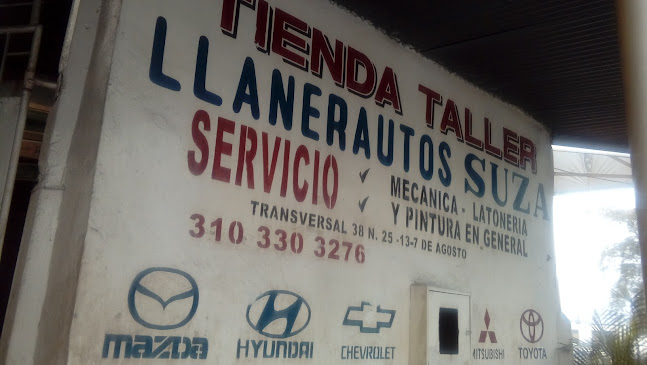 TIENDA TALLER
LLANERAUTOS SUZA
SERVICIO
MECANICA - LATONERIA
Y PINTURA EN GENERAL
TRANSVERSAL 38 N. 25 -13-7 DE AGOSTO
310 330 3276
mazda
HYUNDAI
CHEVROLET
MITSUBISHI
TOYOTA